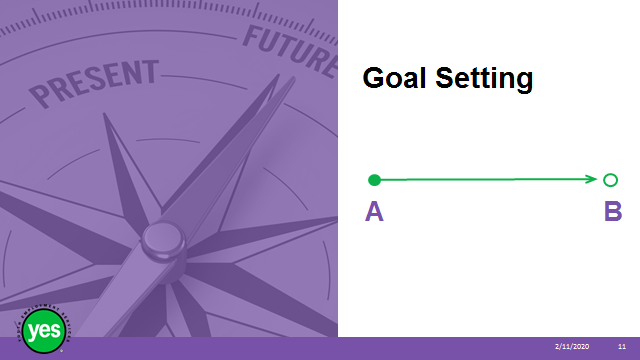 PRESENT
FUTURE
Goal Setting
A
B
yes
2/11/2020
11